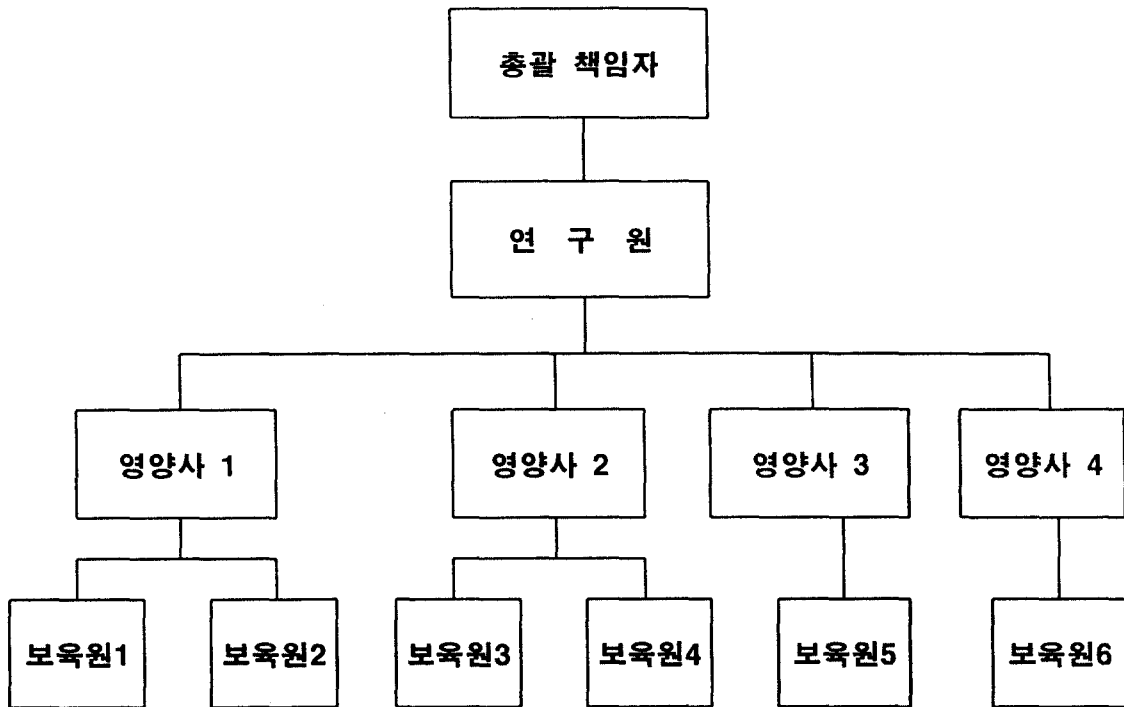 총괄 책임자
연 구 원
영양사 1
영양사 2
영양사 3
영양사 4
보육원1
보육원2
보육원3
보육원4
보육원5
보육원6